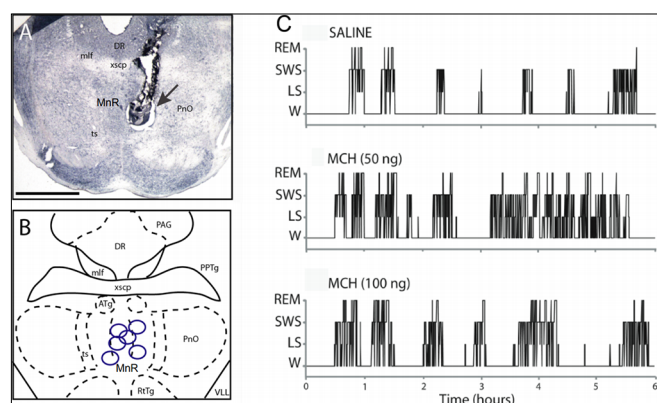 A
DR
mlf
xscp
MnR
PnO
ts
B
PAG
DR
mlf
PPTg
xscp
ATg
PnO
ts
MnR
RtTg
VLL
C
SALINE
REM
SWS
LS
W
MCH (50 ng)
REM
SWS
LS
W
MCH (100 ng)
REM
SWS
LS
W
0 1 2 3 4 5 6
Time (hours)